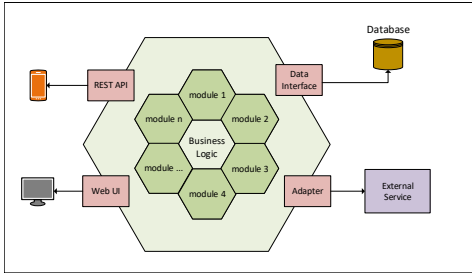 Database
REST API
module 1
Data
Interface
module n
module 2
Business
Logic
module ...
module 3
Web UI
module 4
Adapter
External
Service